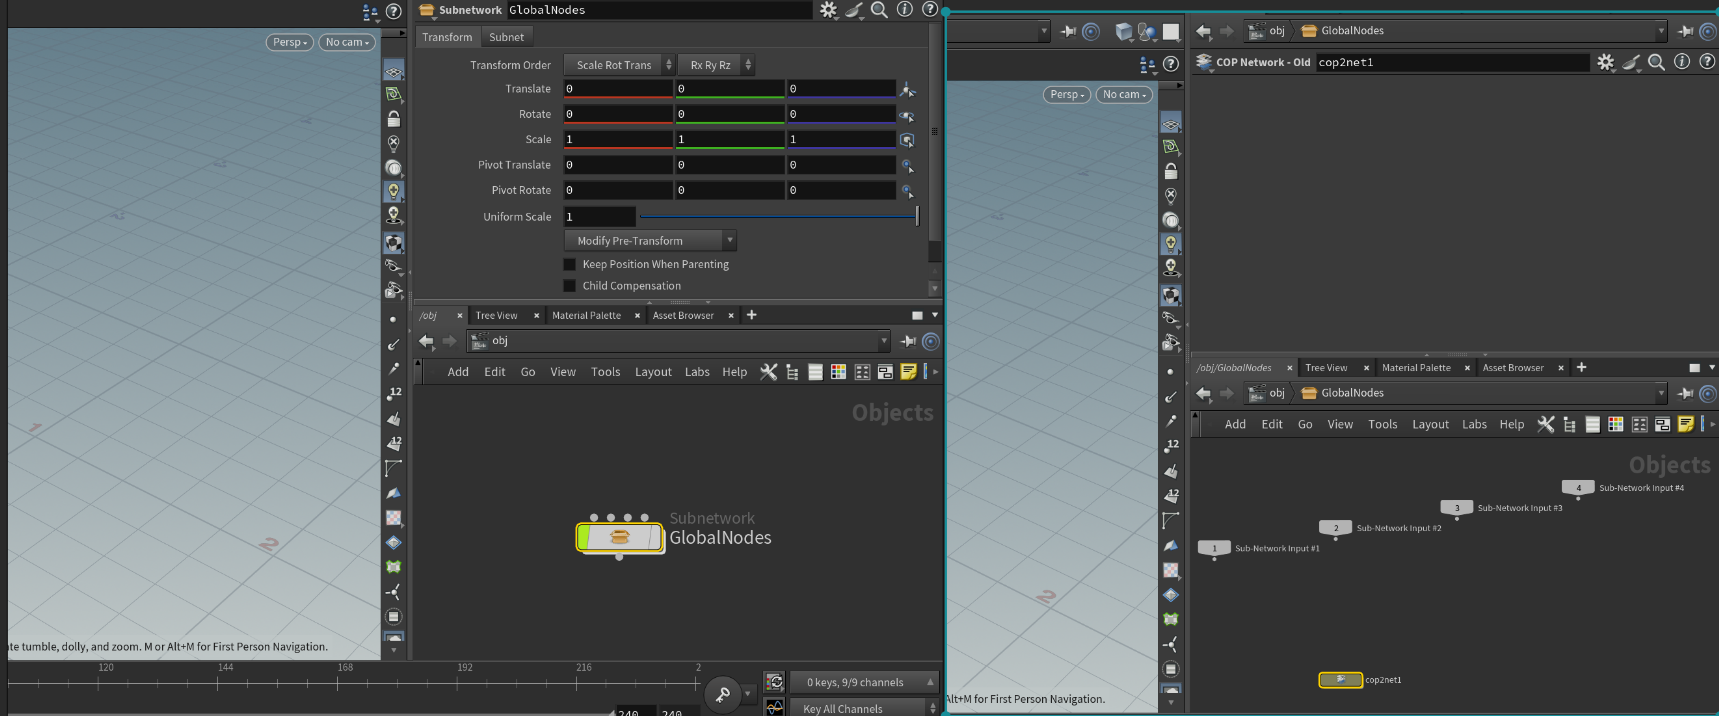 Subnetwork GlobalNodes
Transform Subnet
Persp No cam
Transform Order Scale Rot Trans Rx Ry Rz
Translate 0 0 0
Rotate 0 0 0
Scale 1 1 1
Pivot Translate 0 0 0
Pivot Rotate 0 0 0
Uniform Scale 1
Modify Pre-Transform
Keep Position When Parenting
Child Compensation
/obj Tree View Material Palette Asset Browser
obj
Add Edit Go View Tools Layout Labs Help
Objects
Subnetwork
GlobalNodes
12
12
1
2
te tumble, dolly, and zoom. M or Alt+M for First Person Navigation.
120 144 168 192 216 2
0 keys, 9/9 channels
Key All Channels
240 240
obj GlobalNodes
COP Network - Old cop2net1
Persp No cam
/obj/GlobalNodes Tree View Material Palette Asset Browser
obj GlobalNodes
Add Edit Go View Tools Layout Labs Help
Objects
4 Sub-Network Input #4
3 Sub-Network Input #3
2 Sub-Network Input #2
1 Sub-Network Input #1
12
12
2
cop2net1
Alt+M for First Person Navigation.